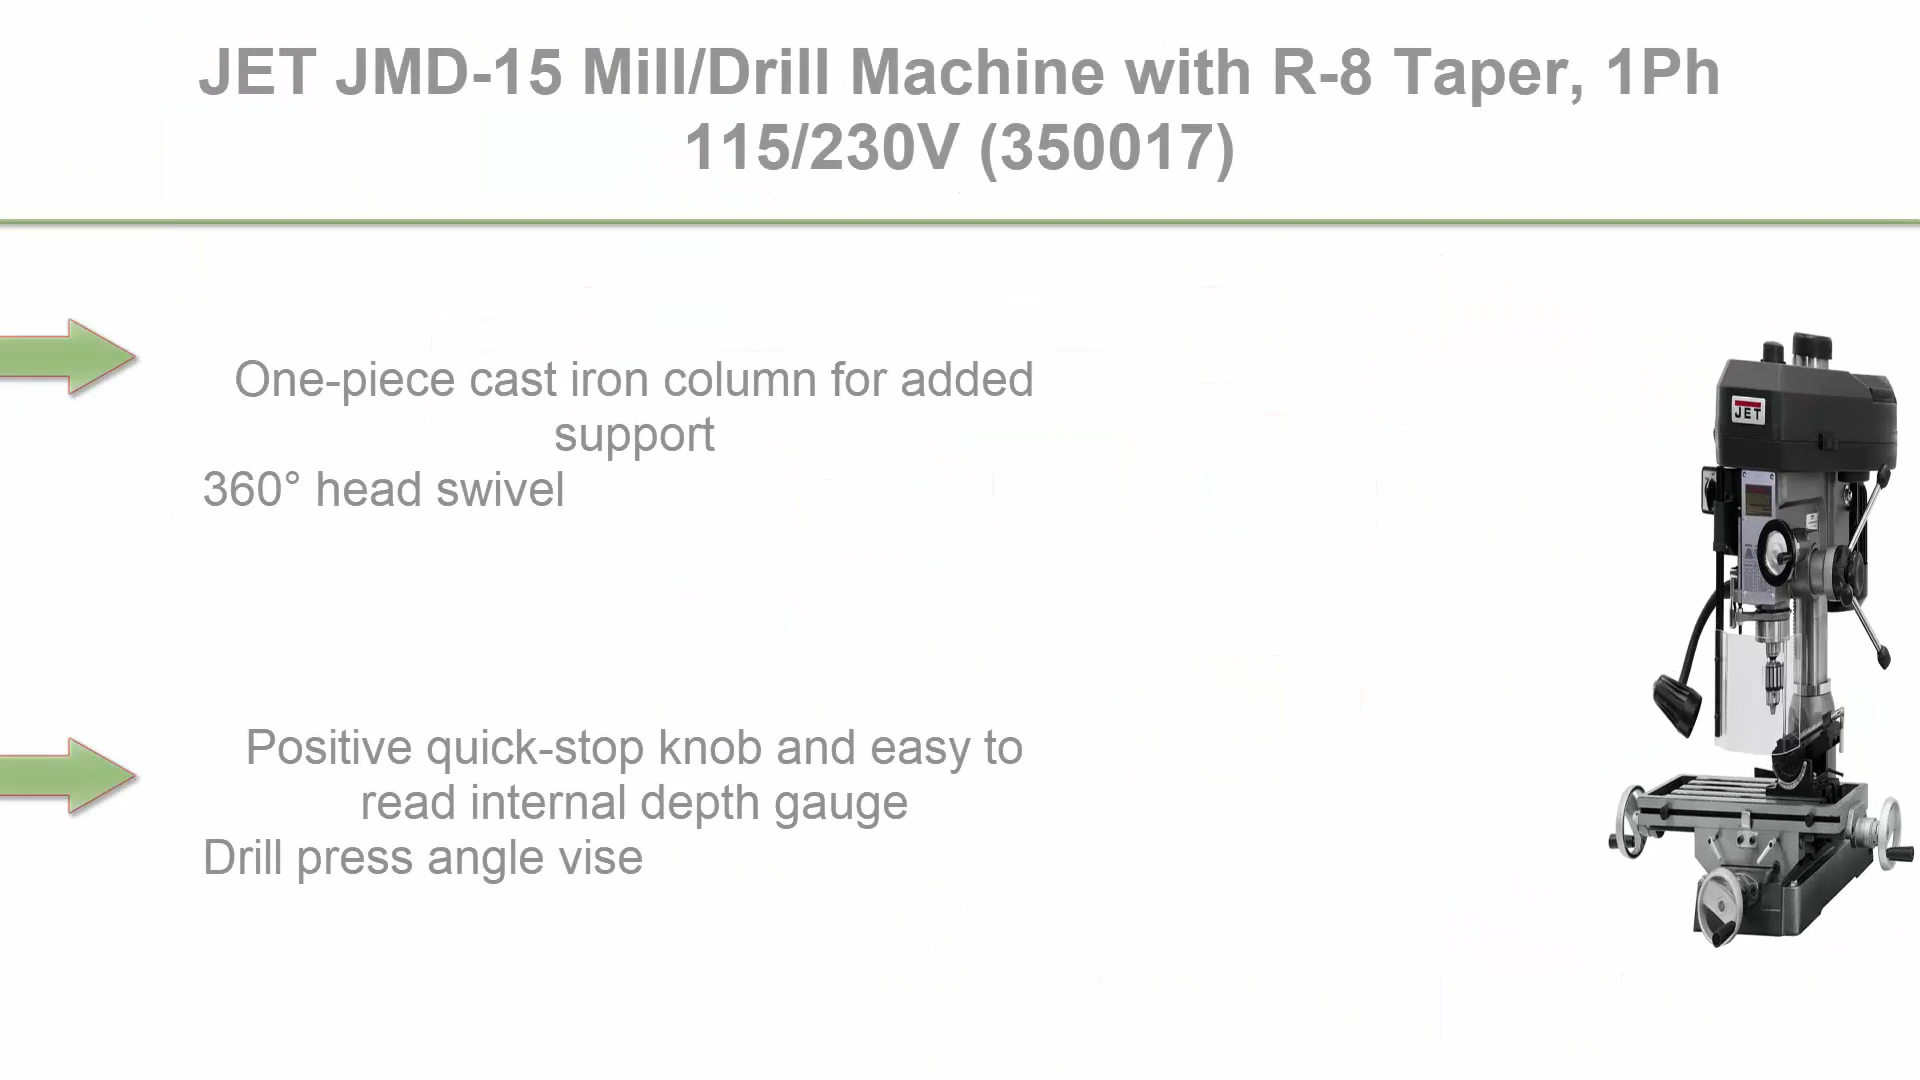 JET JMD-15 Mill/Drill Machine with R-8 Taper, 1Ph
115/230V (350017)
One-piece cast iron column for added
support
360° head swivel
Positive quick-stop knob and easy to
read internal depth gauge
Drill press angle vise
JET